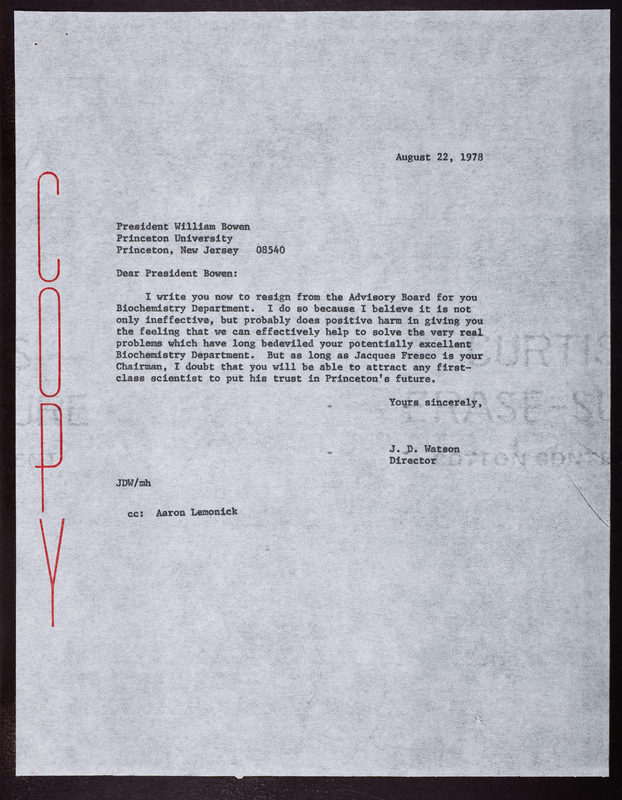 August 22, 1978
COPY
President William Bowen
Princeton University
Princeton, New Jersey 08540
Dear President Bowen:
I write you now to resign from the Advisory Board for you
Biochemistry Department. I do so because I believe it is not
only ineffective, but probably does positive harm in giving you
the feeling that we can effectively help to solve the very real
problems which have long bedeviled your potentially excellent
Biochemistry Department. But as long as Jacques Fresco is your
Chairman, I doubt that you will be able to attract any first-
class scientist to put his trust in Princeton's future.
Yours sincerely,
J. D. Watson
Director
JDW/mh
cc: Aaron Lemonick